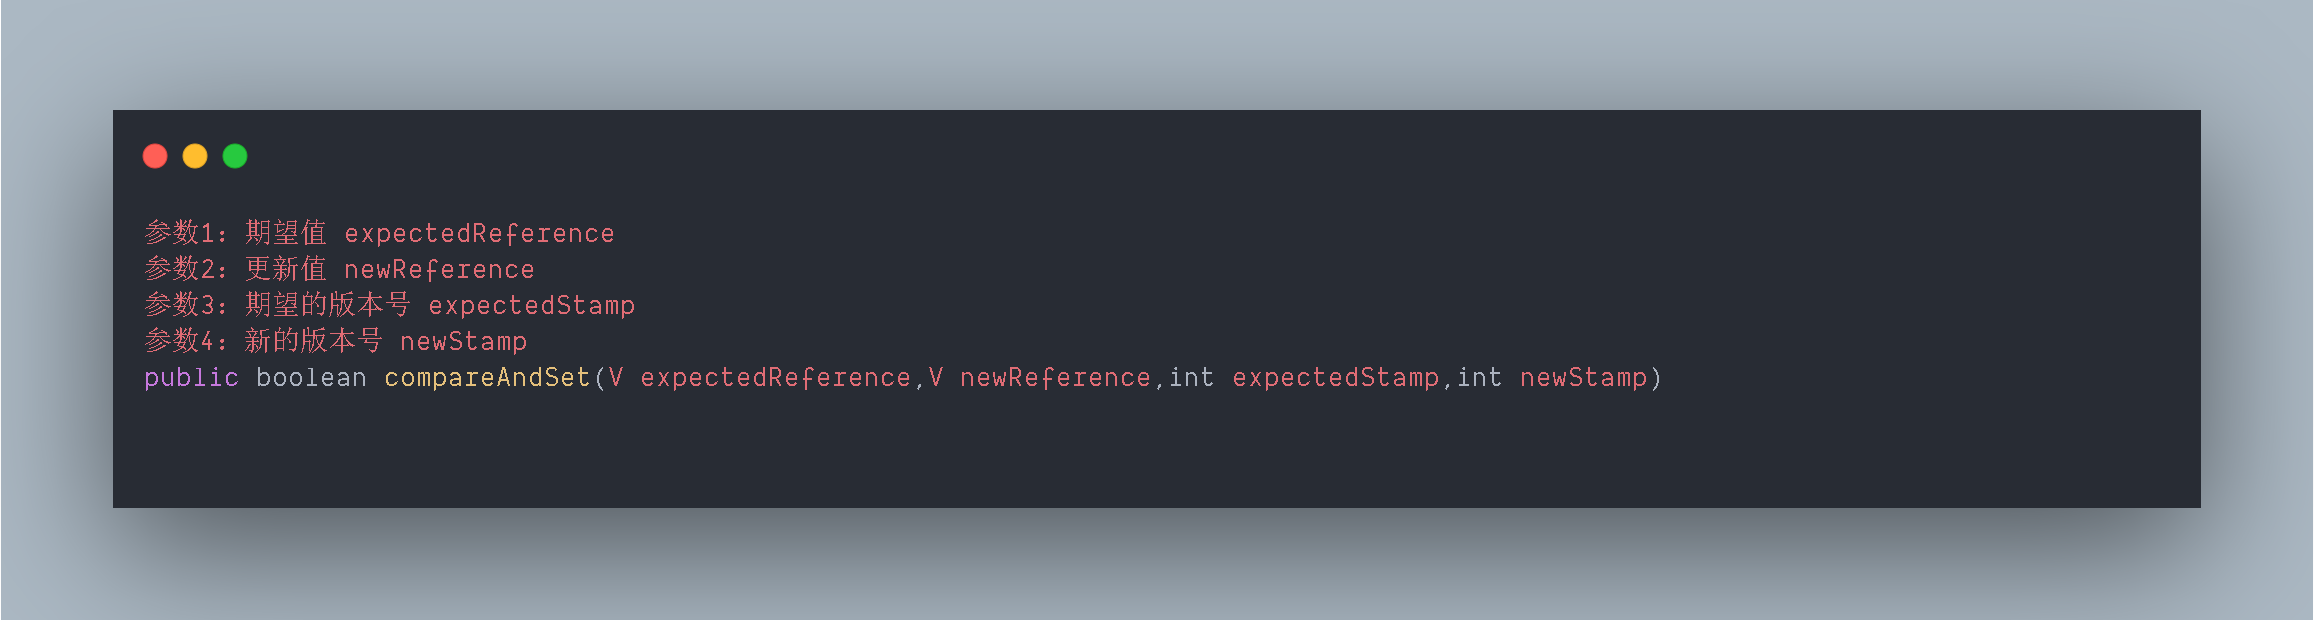 参数1：期望值 expectedReference
参数2：更新值 newReference
参数3：期望的版本号 expectedStamp
参数4：新的版本号 newStamp
public boolean compareAndSet(V expectedReference,V newReference,int expectedStamp,int newStamp)